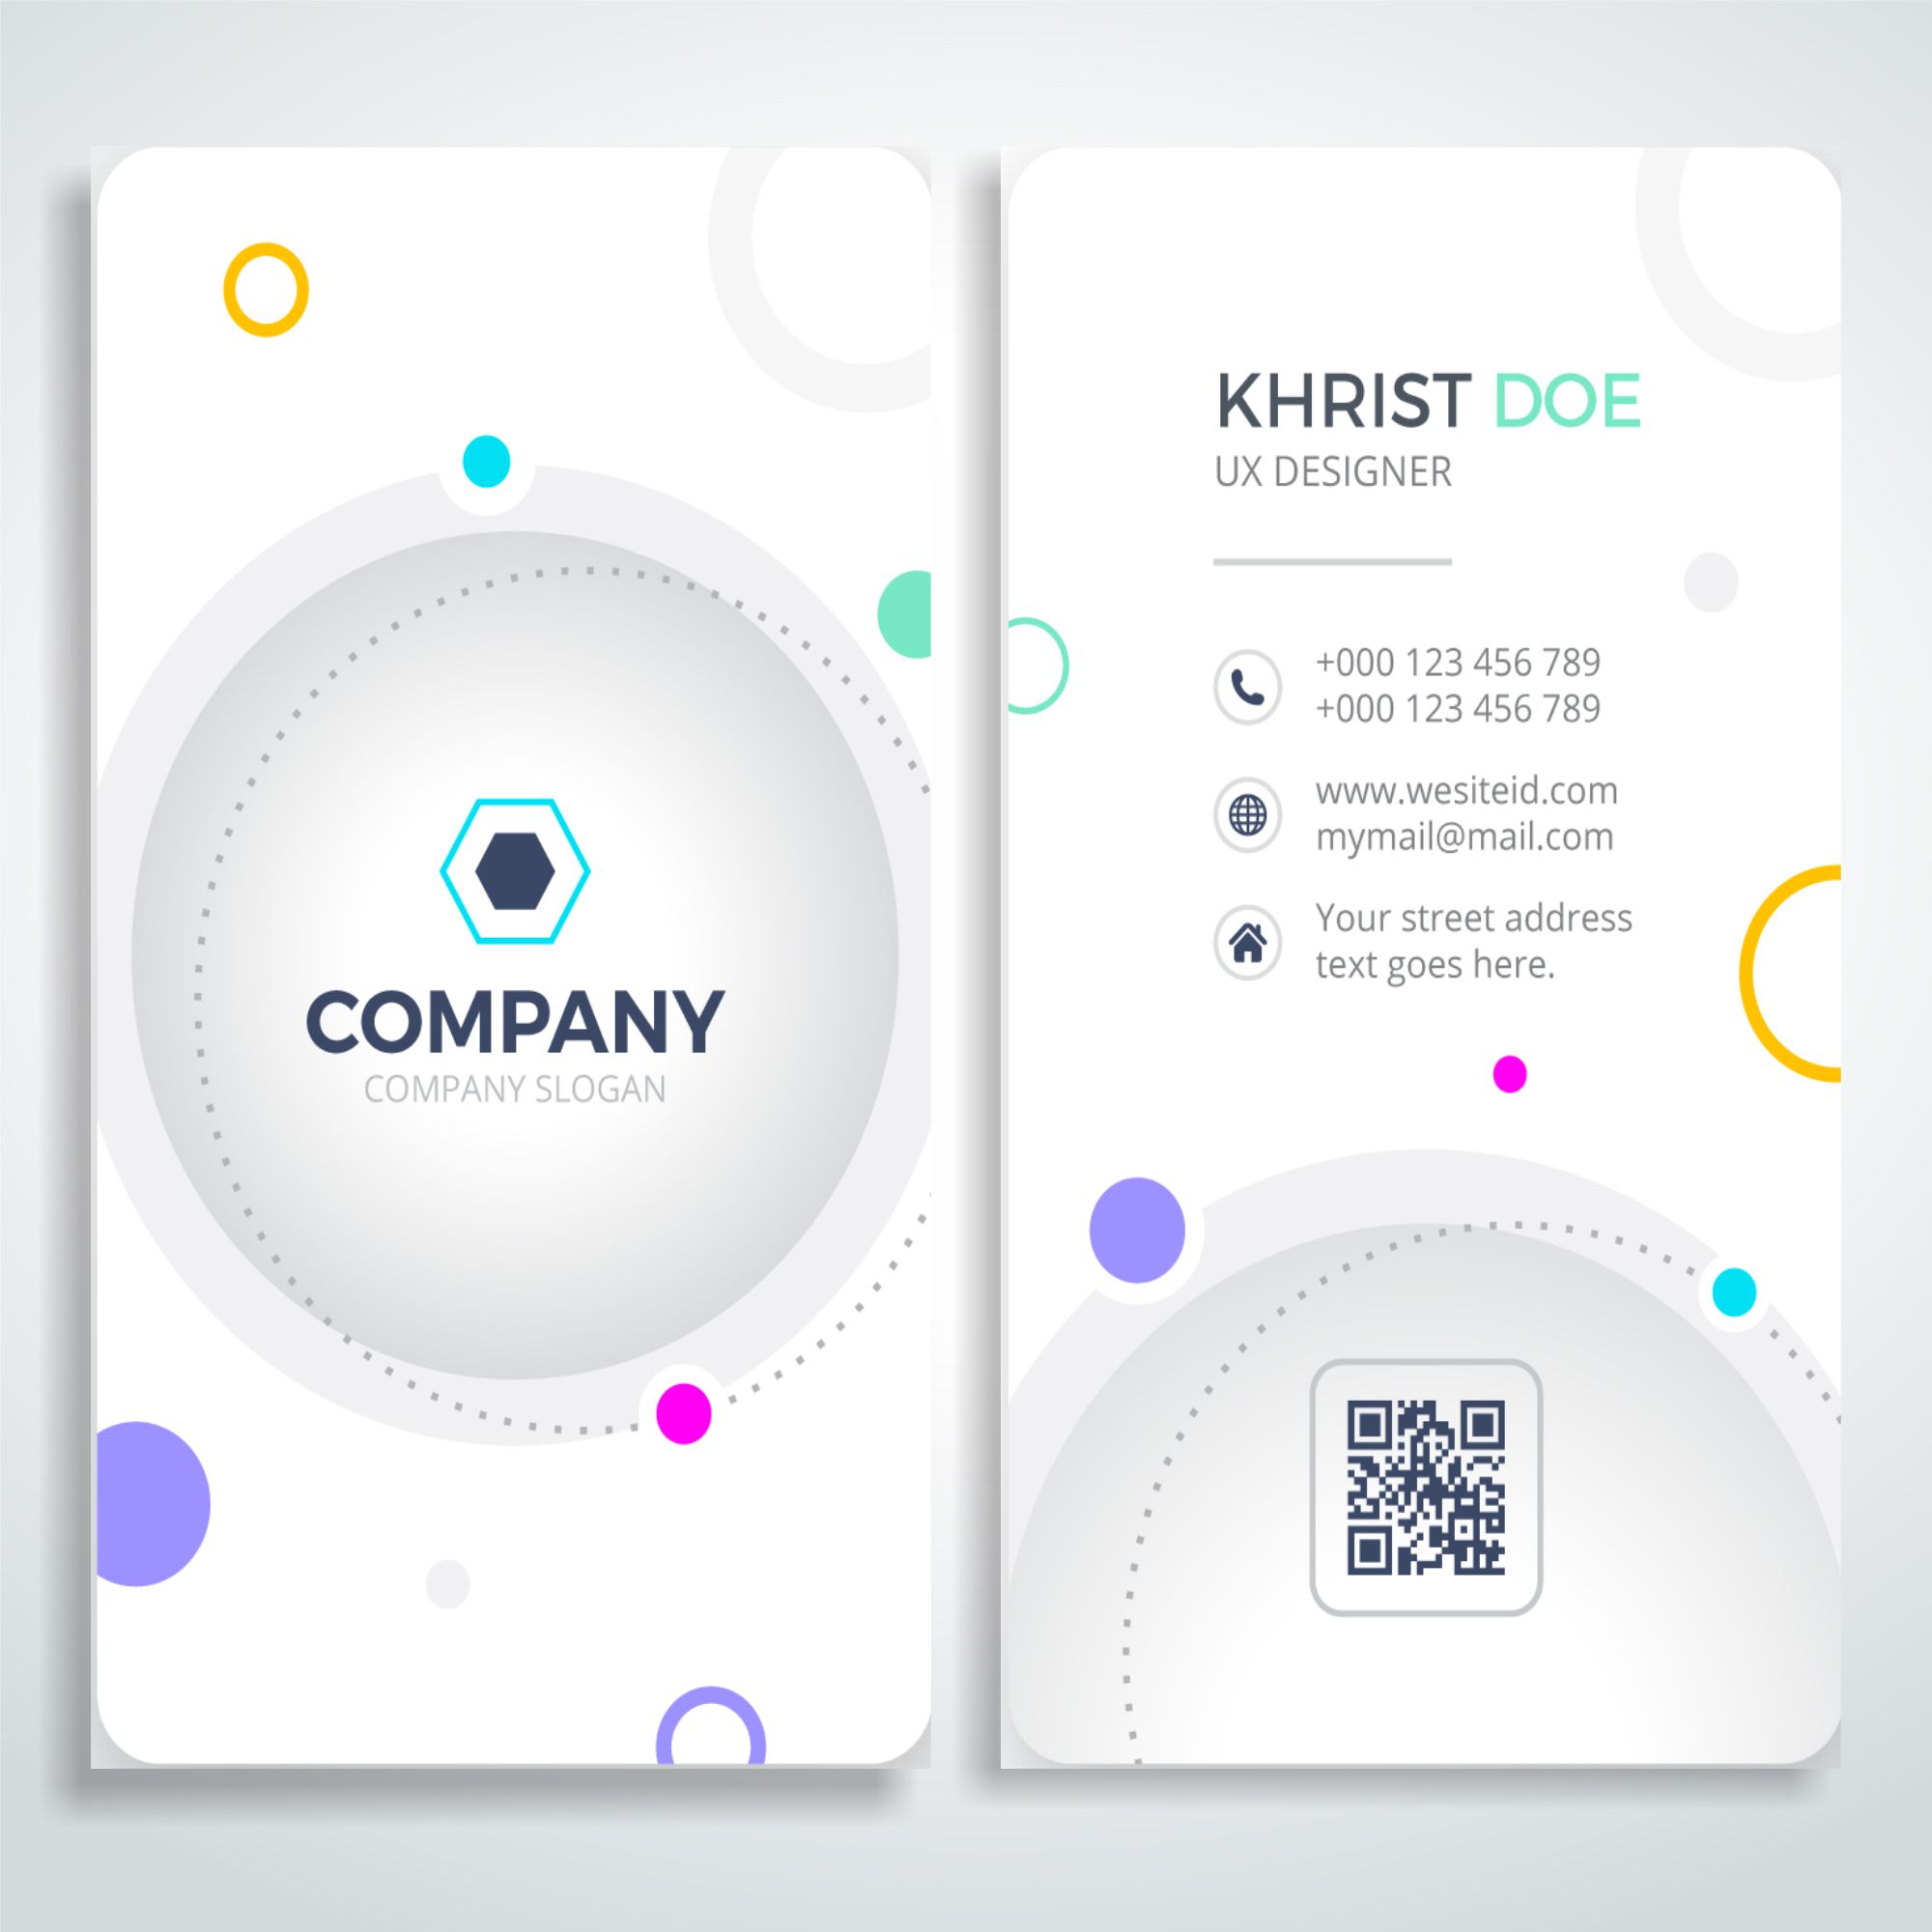 COMPANY
COMPANY SLOGAN
KHRIST DOE
UX DESIGNER
+000 123 456 789
+000 123 456 789
www.wesiteid.com
mymail@mail.com
Your street address
text goes here.